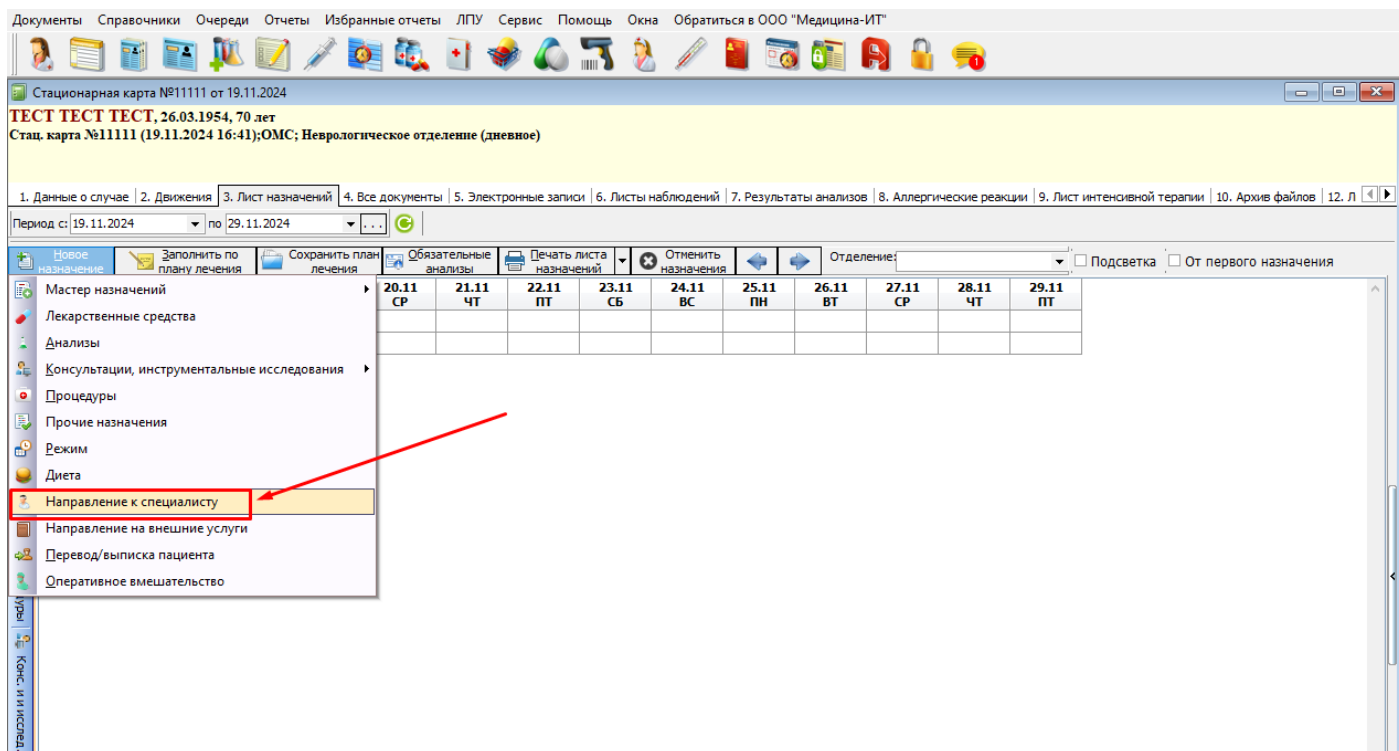 Документы Справочники Очереди Отчеты Избранные отчеты ЛПУ Сервис Помощь Окна Обратиться в ООО "Медицина-ИТ"
1
Стационарная карта №11111 от 19.11.2024
ТЕСТ ТЕСТ ТЕСТ, 26.03.1954, 70 лет
Стац. карта №11111 (19.11.2024 16:41);ОМС; Неврологическое отделение (дневное)
1. Данные о случае 2. Движения 3. Лист назначений 4. Все документы 5. Электронные записи 6. Листы наблюдений 7. Результаты анализов 8. Аллергические реакции 9. Лист интенсивной терапии 10. Архив файлов 12. Л
Период с: 19.11.2024 по 29.11.2024 ...
Новое назначение Заполнить по плану лечения Сохранить план лечения Обязательные анализы Печать листа назначений Отменить назначения Отделение: Подсветка От первого назначения
20.11 21.11 22.11 23.11 24.11 25.11 26.11 27.11 28.11 29.11
СР ЧТ ПТ СБ ВС ПН ВТ СР ЧТ ПТ
Мастер назначений
Лекарственные средства
Анализы
Консультации, инструментальные исследования
Процедуры
Прочие назначения
Режим
Диета
Направление к специалисту
Направление на внешние услуги
Перевод/выписка пациента
Оперативное вмешательство
Конс. и и исслед.